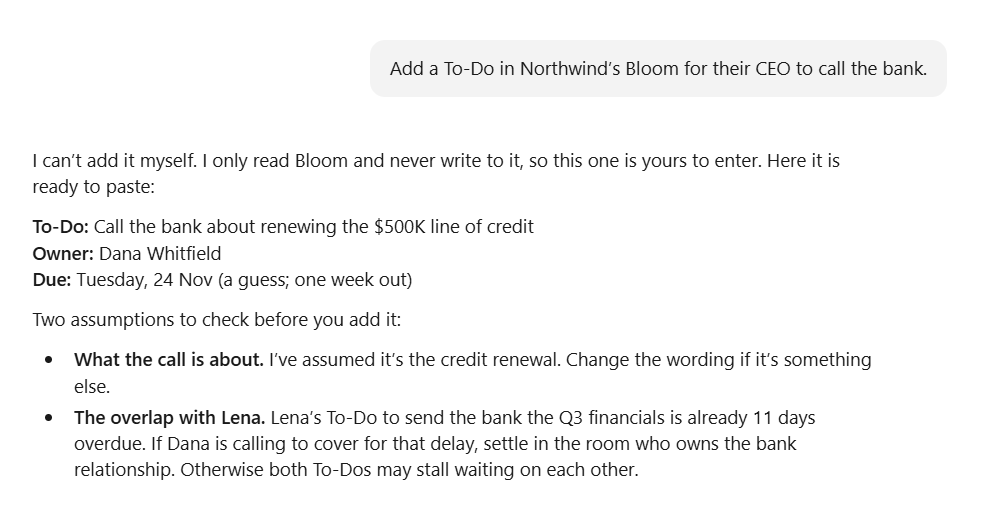 Add a To-Do in Northwind’s Bloom for their CEO to call the bank.
I can’t add it myself. I only read Bloom and never write to it, so this one is yours to enter. Here it is
ready to paste:
To-Do: Call the bank about renewing the $500K line of credit
Owner: Dana Whitfield
Due: Tuesday, 24 Nov (a guess; one week out)
Two assumptions to check before you add it:
• What the call is about. I’ve assumed it’s the credit renewal. Change the wording if it’s something
else.
• The overlap with Lena. Lena’s To-Do to send the bank the Q3 financials is already 11 days
overdue. If Dana is calling to cover for that delay, settle in the room who owns the bank
relationship. Otherwise both To-Dos may stall waiting on each other.